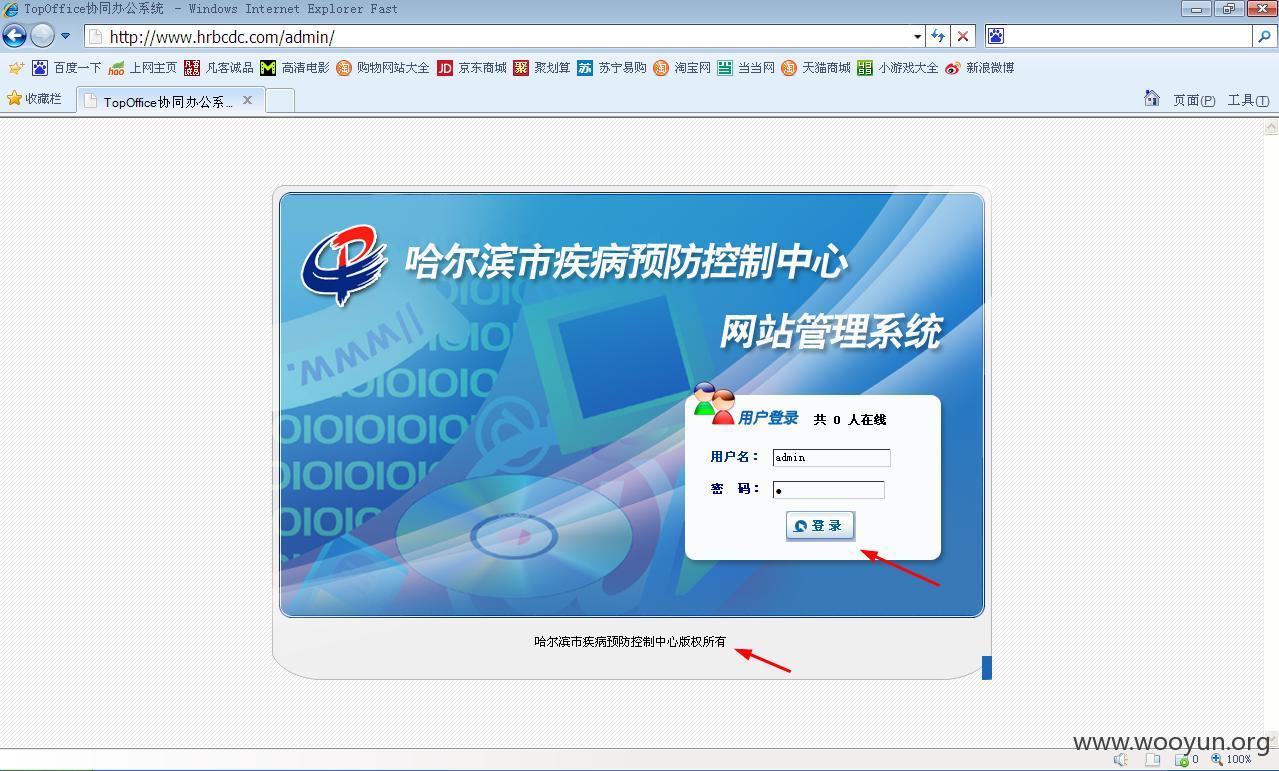 TopOffice协同办公系统 - Windows Internet Explorer Fast
http://www.hrbcdc.com/admin/
百度一下 hao 上网主页 凡客诚品 M 高清电影 淘 购物网站大全 JD 京东商城 聚 聚划算 苏 苏宁易购 淘 淘宝网 当当网 淘 天猫商城 小游戏大全 新浪微博
收藏栏 TopOffice协同办公系... X 页面(P) 工具(T)
哈尔滨市疾病预防控制中心
www.
网站管理系统
用户登录 共 0 人在线
用户名： admin
密 码： ●
登录
哈尔滨市疾病预防控制中心版权所有
www.wooyun.org
0 100%